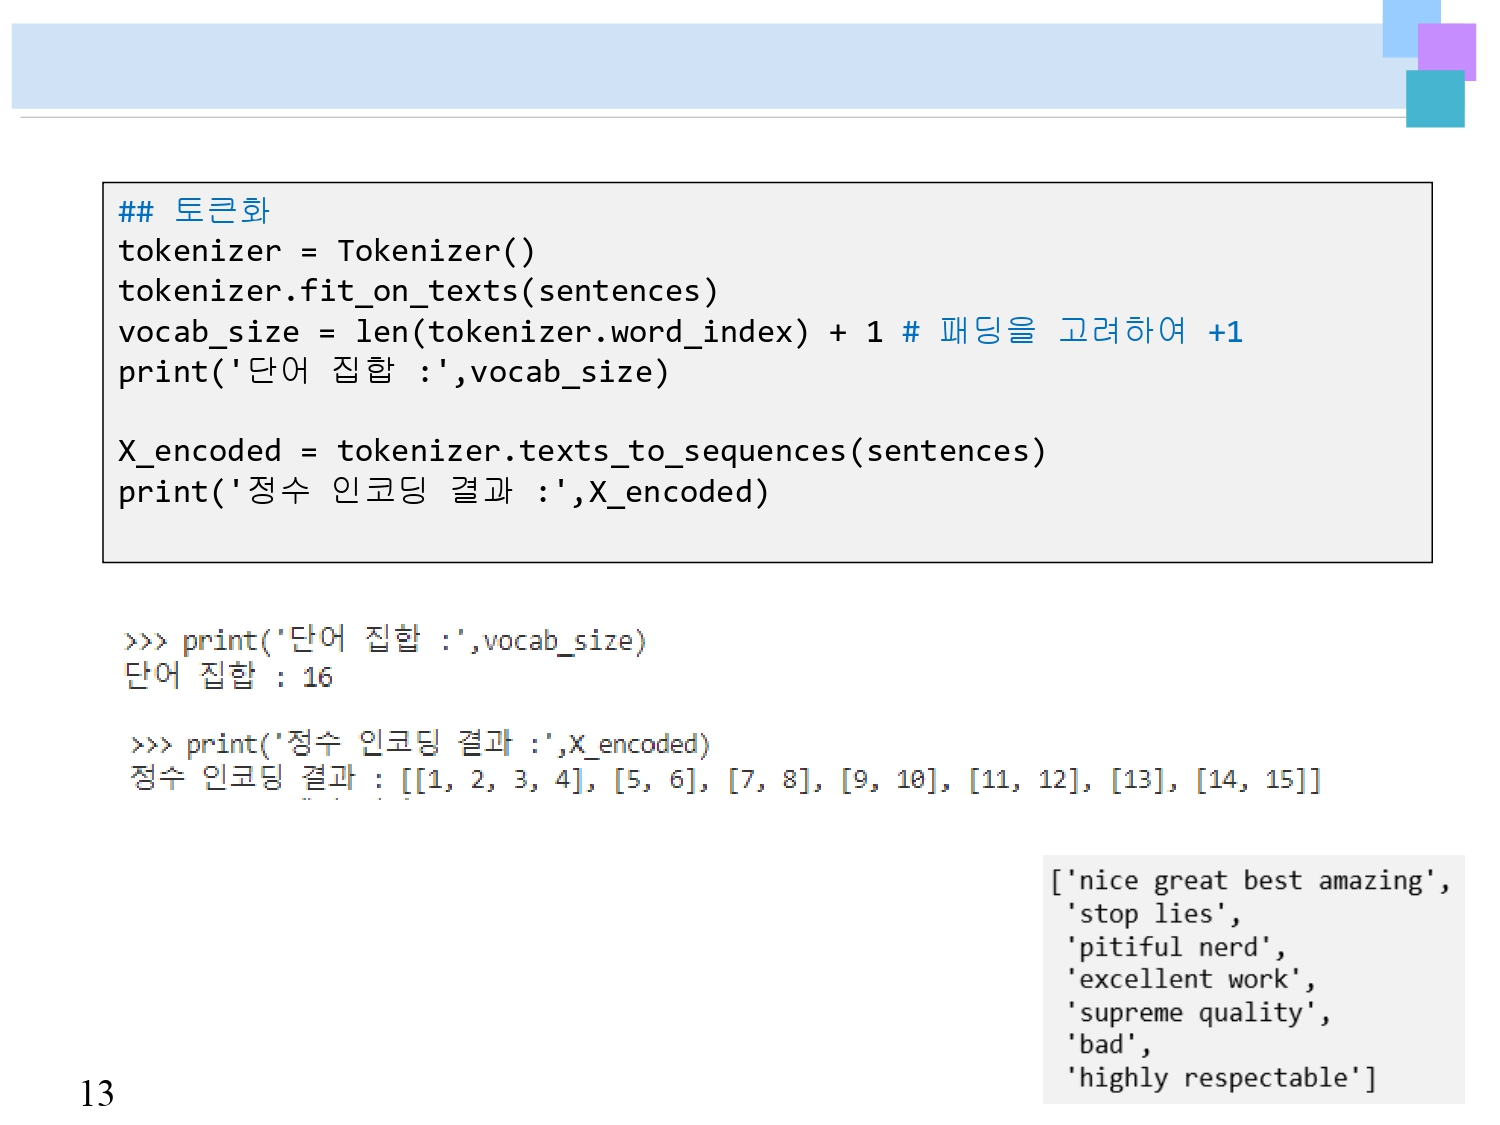 ## 토큰화
tokenizer = Tokenizer()
tokenizer.fit_on_texts(sentences)
vocab_size = len(tokenizer.word_index) + 1 # 패딩을 고려하여 +1
print('단어 집합 :',vocab_size)
X_encoded = tokenizer.texts_to_sequences(sentences)
print('정수 인코딩 결과 :',X_encoded)
>>> print('단어 집합 :',vocab_size)
단어 집합 : 16
>>> print('정수 인코딩 결과 :',X_encoded)
정수 인코딩 결과 : [[1, 2, 3, 4], [5, 6], [7, 8], [9, 10], [11, 12], [13], [14, 15]]
['nice great best amazing',
'stop lies',
'pitiful nerd',
'excellent work',
'supreme quality',
'bad',
'highly respectable']
13